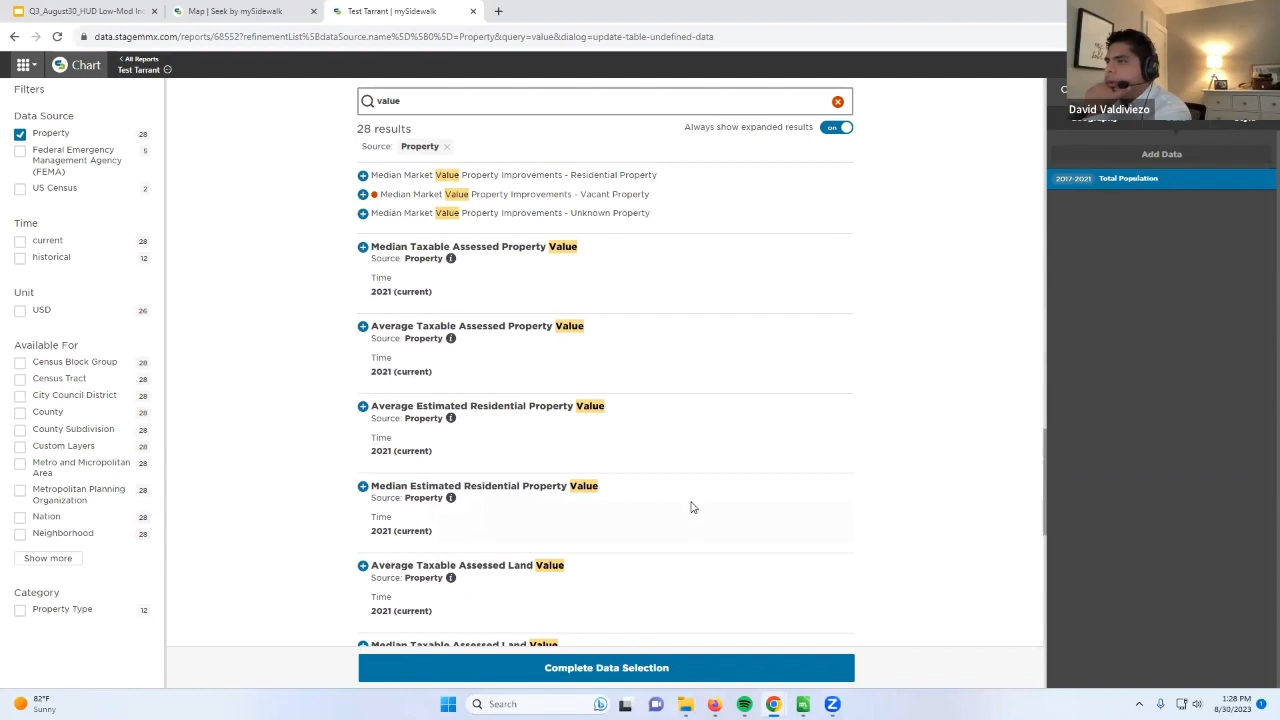 Q3_August30_HUD Low-Mod Inc
Map | Seek by mySidewalk
Test Tarrant | mySidewalk
data.stagemmx.com/reports/68552?refinementList%5BdataSource.name%5D%5B0%5D=Property&query=value&dialog=update-table-undefined-data
Chart
All Reports
Test Tarrant
David Valdiviezo
Filters
Data Source
Property 28
Federal Emergency Management Agency (FEMA) 5
US Census 2
Time
current 28
historical 12
Unit
USD 26
Available For
Census Block Group 28
Census Tract 28
City Council District 28
County 28
County Subdivision 28
Custom Layers 28
Metro and Micropolitan Area 28
Metropolitan Planning Organization 28
Nation 28
Neighborhood 28
Show more
Category
Property Type 12
value
28 results
Always show expanded results on
Source: Property
Median Market Value Property Improvements - Residential Property
Median Market Value Property Improvements - Vacant Property
Median Market Value Property Improvements - Unknown Property
Median Taxable Assessed Property Value
Source: Property
Time
2021 (current)
Average Taxable Assessed Property Value
Source: Property
Time
2021 (current)
Average Estimated Residential Property Value
Source: Property
Time
2021 (current)
Median Estimated Residential Property Value
Source: Property
Time
2021 (current)
Average Taxable Assessed Land Value
Source: Property
Time
2021 (current)
Median Taxable Assessed Land Value
Complete Data Selection
Add Data
2017-2021 Total Population
82°F
Sunny
Search
1:28 PM
8/30/2023